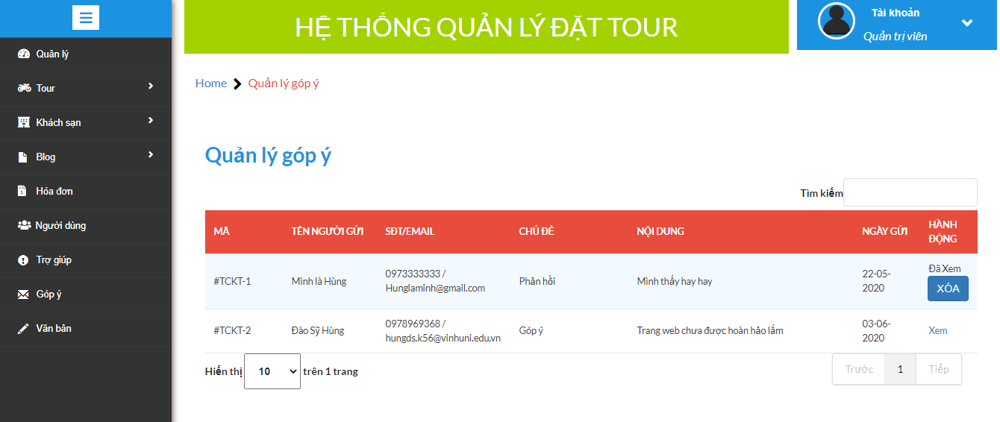 HỆ THỐNG QUẢN LÝ ĐẶT TOUR
Tài khoản
Quản trị viên
Quản lý
Tour
Khách sạn
Blog
Hóa đơn
Người dùng
Trợ giúp
Góp ý
Văn bản
Home Quản lý góp ý
Quản lý góp ý
Tìm kiếm
MÃ TÊN NGƯỜI GỬI SĐT/EMAIL CHỦ ĐỀ NỘI DUNG NGÀY GỬI HÀNH
ĐỘNG
#TCKT-1 Mình là Hùng 0973333333 /
Hunglaminh@gmail.com Phản hồi Mình thấy hay hay 22-05-
2020 Đã Xem
XÓA
#TCKT-2 Đào Sỹ Hùng 0978969368 /
hungds.k56@vinhuni.edu.vn Góp ý Trang web chưa được hoàn hảo lắm 03-06-
2020 Xem
Hiển thị 10 trên 1 trang
Trước 1 Tiếp